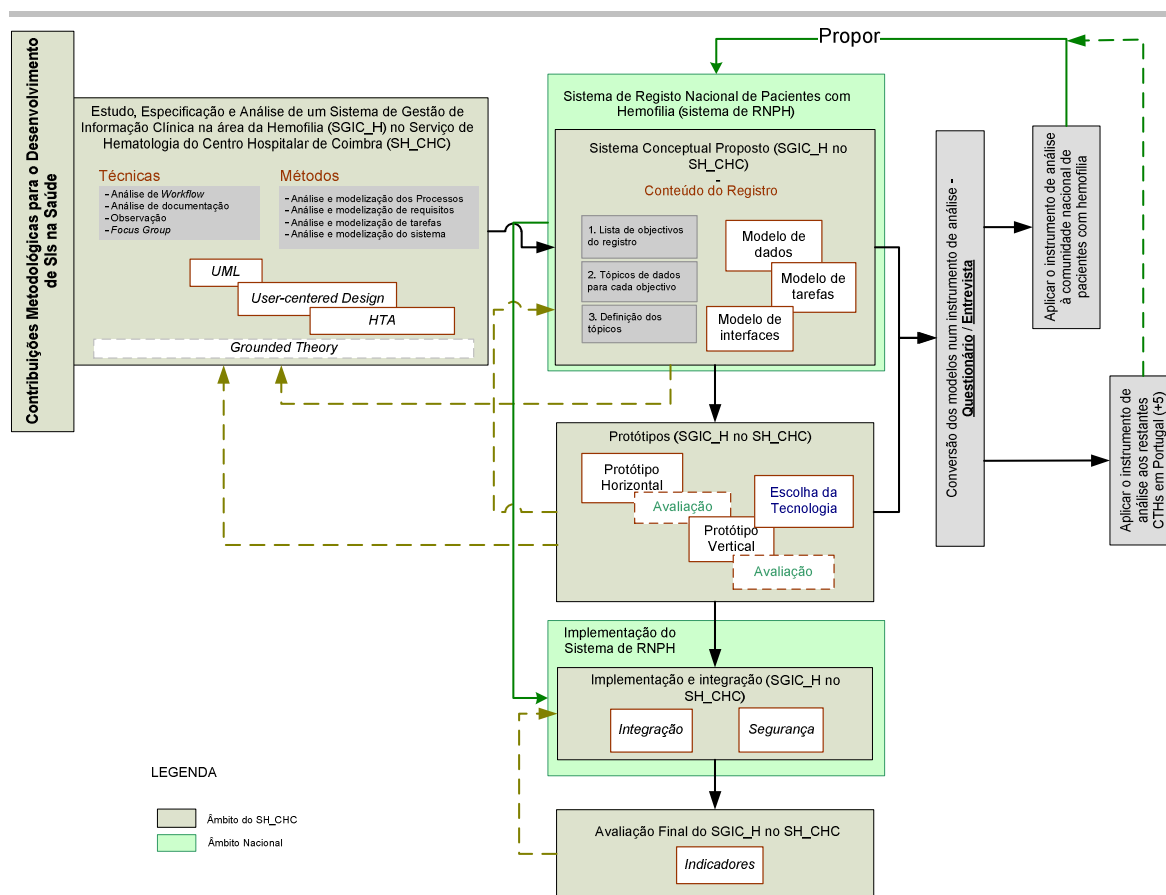 Propor
Contribuições Metodológicas para o Desenvolvimento
de SIs na Saúde
Estudo, Especificação e Análise de um Sistema de Gestão de
Informação Clínica na área da Hemofilia (SGIC_H) no Serviço de
Hematologia do Centro Hospitalar de Coimbra (SH_CHC)
Técnicas
– Análise de Workflow
– Análise de documentação
– Observação
– Focus Group
Métodos
– Análise e modelização dos Processos
– Análise e modelização de requisitos
– Análise e modelização de tarefas
– Análise e modelização do sistema
UML
User-centered Design
HTA
Grounded Theory
Sistema de Registo Nacional de Pacientes com
Hemofilia (sistema de RNPH)
Sistema Conceptual Proposto (SGIC_H no
SH_CHC)
-
Conteúdo do Registro
1. Lista de objectivos
do registro
2. Tópicos de dados
para cada objectivo
3. Definição dos
tópicos
Modelo de
dados
Modelo de
tarefas
Modelo de
interfaces
Protótipos (SGIC_H no SH_CHC)
Protótipo
Horizontal
Avaliação
Protótipo
Vertical
Avaliação
Escolha da
Tecnologia
Implementação do
Sistema de RNPH
Implementação e integração (SGIC_H no
SH_CHC)
Integração
Segurança
Avaliação Final do SGIC_H no SH_CHC
Indicadores
Conversão dos modelos num instrumento de análise -
Questionário / Entrevista
Aplicar o instrumento de análise
à comunidade nacional de
pacientes com hemofilia
Aplicar o instrumento de
análise aos restantes
CTHs em Portugal (+5)
LEGENDA
Âmbito do SH_CHC
Âmbito Nacional